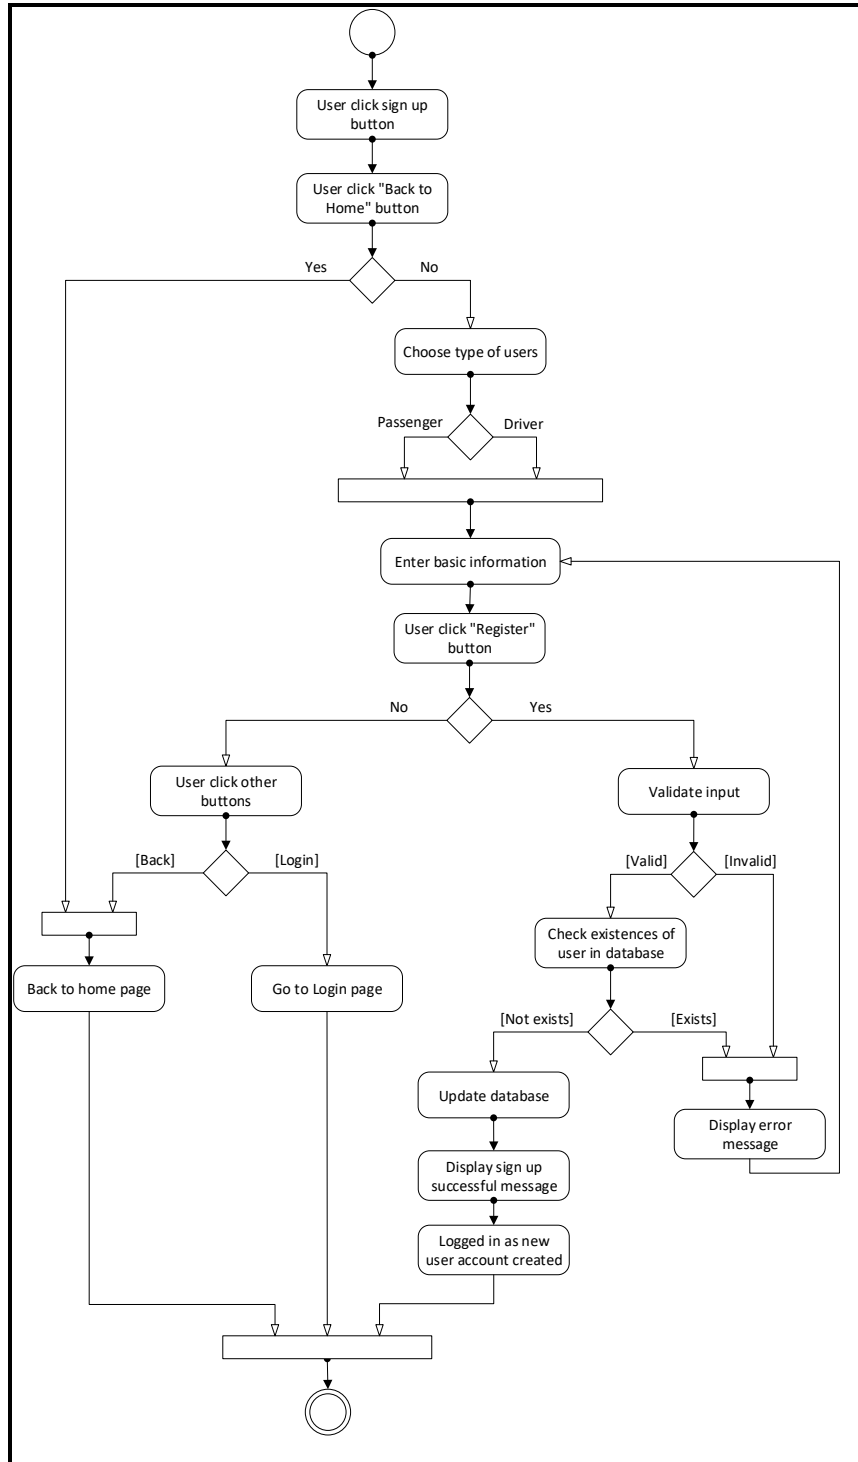 User click sign up
button
User click "Back to
Home" button
Yes
No
Choose type of users
Passenger
Driver
Enter basic information
User click "Register"
button
No
Yes
User click other
buttons
Validate input
[Back]
[Login]
[Valid]
[Invalid]
Check existences of
user in database
Back to home page
Go to Login page
[Not exists]
[Exists]
Update database
Display error
message
Display sign up
successful message
Logged in as new
user account created